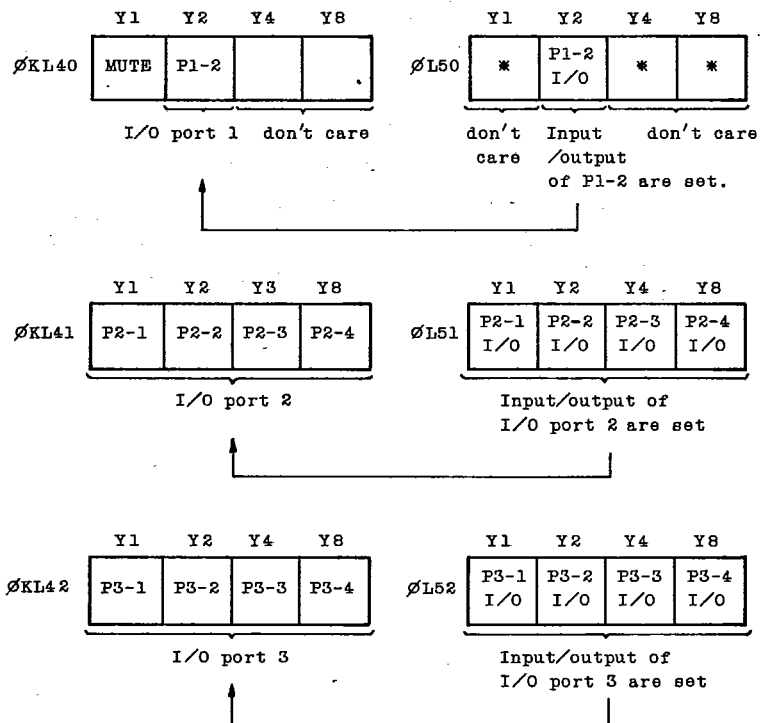 Y1 Y2 Y4 Y8 Y1 Y2 Y4 Y8
ØKL40 MUTE P1-2 ØL50 * P1-2 I/O * *
I/O port 1 don't care don't care Input /output of P1-2 are set. don't care
Y1 Y2 Y3 Y8 Y1 Y2 Y4 Y8
ØKL41 P2-1 P2-2 P2-3 P2-4 ØL51 P2-1 I/O P2-2 I/O P2-3 I/O P2-4 I/O
I/O port 2 Input/output of
I/O port 2 are set
Y1 Y2 Y4 Y8 Y1 Y2 Y4 Y8
ØKL42 P3-1 P3-2 P3-3 P3-4 ØL52 P3-1 I/O P3-2 I/O P3-3 I/O P3-4 I/O
I/O port 3 Input/output of
I/O port 3 are set